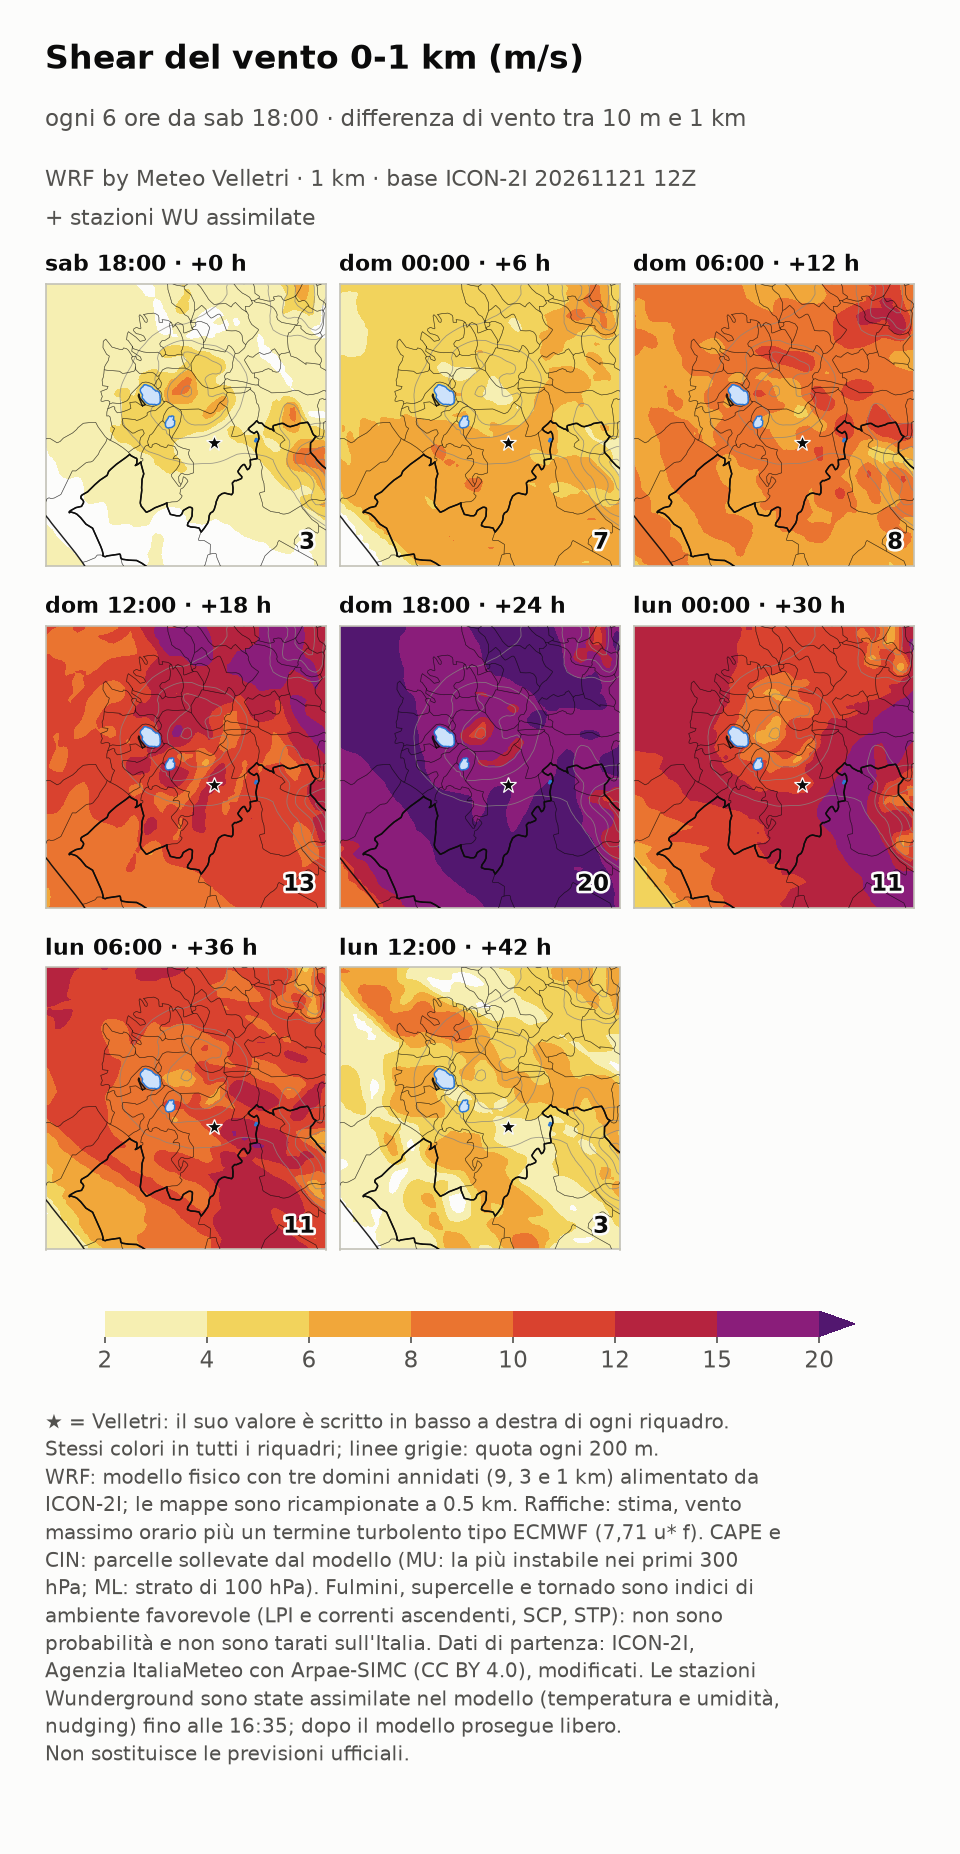 Shear del vento 0-1 km (m/s)
ogni 6 ore da sab 18:00 · differenza di vento tra 10 m e 1 km
WRF by Meteo Velletri · 1 km · base ICON-2I 20261121 12Z
+ stazioni WU assimilate
sab 18:00 · +0 h
dom 00:00 · +6 h
dom 06:00 · +12 h
3
7
8
dom 12:00 · +18 h
dom 18:00 · +24 h
lun 00:00 · +30 h
13
20
11
lun 06:00 · +36 h
lun 12:00 · +42 h
11
3
2 4 6 8 10 12 15 20
★ = Velletri: il suo valore è scritto in basso a destra di ogni riquadro.
Stessi colori in tutti i riquadri; linee grigie: quota ogni 200 m.
WRF: modello fisico con tre domini annidati (9, 3 e 1 km) alimentato da
ICON-2I; le mappe sono ricampionate a 0.5 km. Raffiche: stima, vento
massimo orario più un termine turbolento tipo ECMWF (7,71 u* f). CAPE e
CIN: parcelle sollevate dal modello (MU: la più instabile nei primi 300
hPa; ML: strato di 100 hPa). Fulmini, supercelle e tornado sono indici di
ambiente favorevole (LPI e correnti ascendenti, SCP, STP): non sono
probabilità e non sono tarati sull'Italia. Dati di partenza: ICON-2I,
Agenzia ItaliaMeteo con Arpae-SIMC (CC BY 4.0), modificati. Le stazioni
Wunderground sono state assimilate nel modello (temperatura e umidità,
nudging) fino alle 16:35; dopo il modello prosegue libero.
Non sostituisce le previsioni ufficiali.